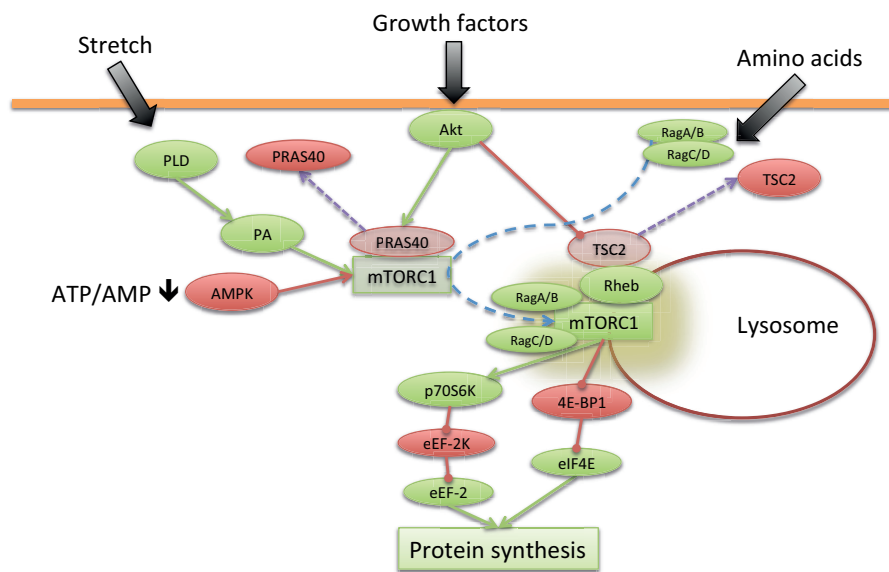 Growth factors
Stretch
Amino acids
Akt
RagA/B
RagC/D
PLD
PRAS40
TSC2
PA
PRAS40
TSC2
mTORC1
ATP/AMP
AMPK
Rheb
RagA/B
mTORC1
Lysosome
RagC/D
p70S6K
4E-BP1
eEF-2K
eIF4E
eEF-2
Protein synthesis